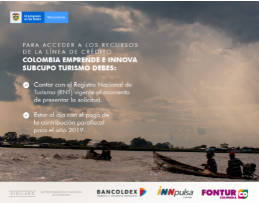 PARA ACCEDER A LOS RECURSOS
DE LA LÍNEA DE CRÉDITO
COLOMBIA EMPRENDE E INNOVA
SUBCUPO TURISMO DEBES:
Contar con el Registro Nacional de
Turismo (RNT) vigente al momento
de presentar la solicitud.
Estar al día con el pago de
la contribución parafiscal
para el año 2019.
BANCOLDEX
iNNpulsa
FONTUR
COLOMBIA